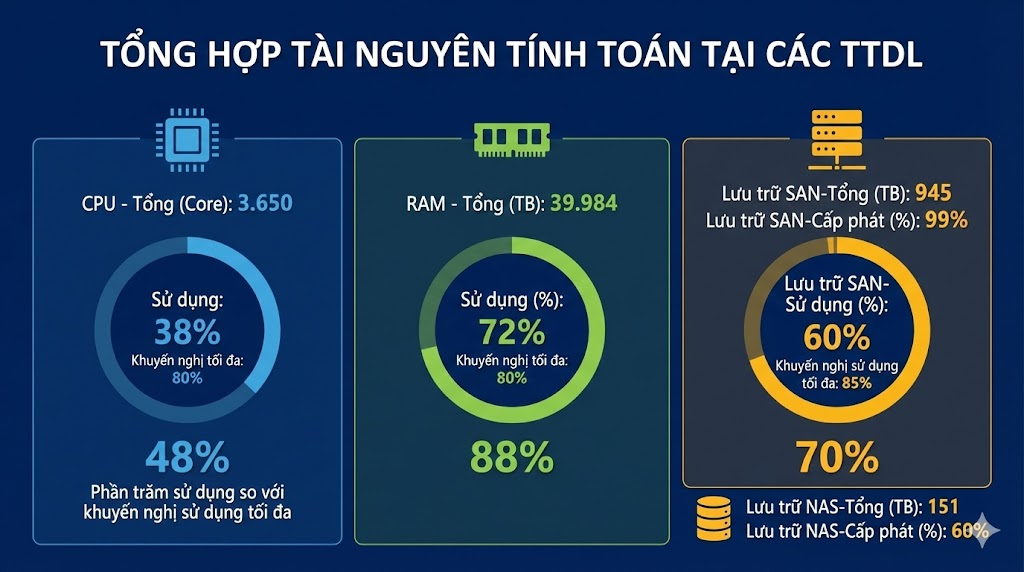 TỔNG HỢP TÀI NGUYÊN TÍNH TOÁN TẠI CÁC TTDL
CPU - Tổng (Core): 3.650
Sử dụng:
38%
Khuyến nghị tối đa:
80%
48%
Phần trăm sử dụng so với
khuyến nghị sử dụng tối đa
RAM - Tổng (TB): 39.984
Sử dụng (%):
72%
Khuyến nghị tối đa:
80%
88%
Lưu trữ SAN-Tổng (TB): 945
Lưu trữ SAN-Cấp phát (%): 99%
Lưu trữ SAN-
Sử dụng (%):
60%
Khuyến nghị sử dụng
tối đa: 85%
70%
Lưu trữ NAS-Tổng (TB): 151
Lưu trữ NAS-Cấp phát (%): 60%